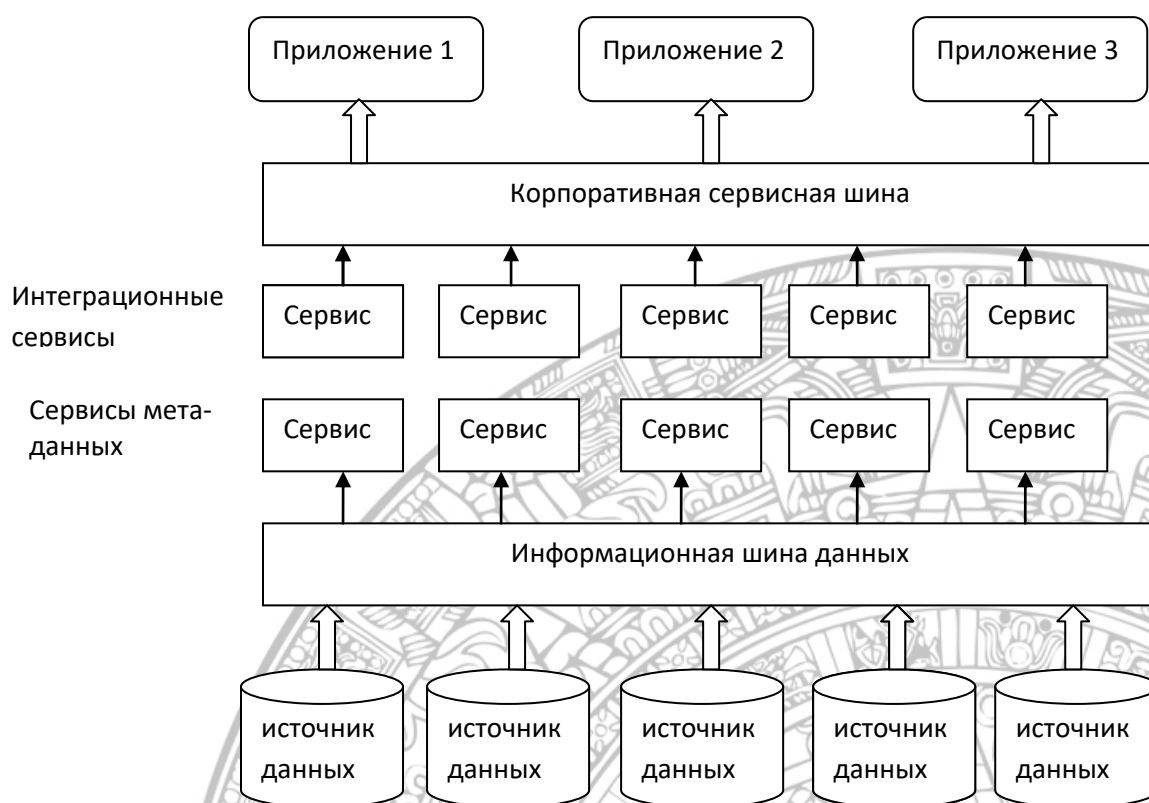 Приложение 1
Приложение 2
Приложение 3
Корпоративная сервисная шина
Интеграционные
сервисы
Сервис
Сервис
Сервис
Сервис
Сервис
Сервисы мета-
данных
Сервис
Сервис
Сервис
Сервис
Сервис
Информационная шина данных
источник
данных
источник
данных
источник
данных
источник
данных
источник
данных